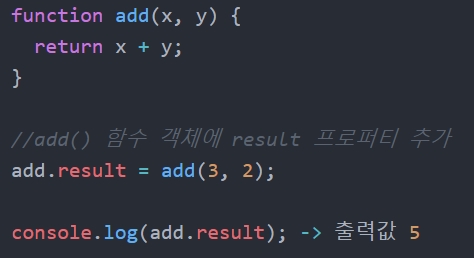 function add(x, y) {
  return x + y;
}
//add() 함수 객체에 result 프로퍼티 추가
add.result = add(3, 2);
console.log(add.result); -> 출력값 5